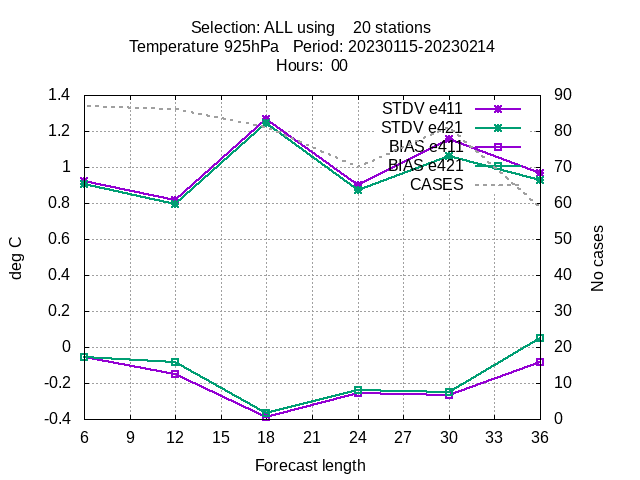 Selection: ALL using    20 stations
Temperature 925hPa   Period: 20230115-20230214
Hours:  00
1.4
1.2
1
0.8
0.6
0.4
0.2
0
-0.2
-0.4
deg C
STDV e411
STDV e421
BIAS e411
BIAS e421
CASES
90
80
70
60
50
40
30
20
10
0
No cases
6 9 12 15 18 21 24 27 30 33 36
Forecast length